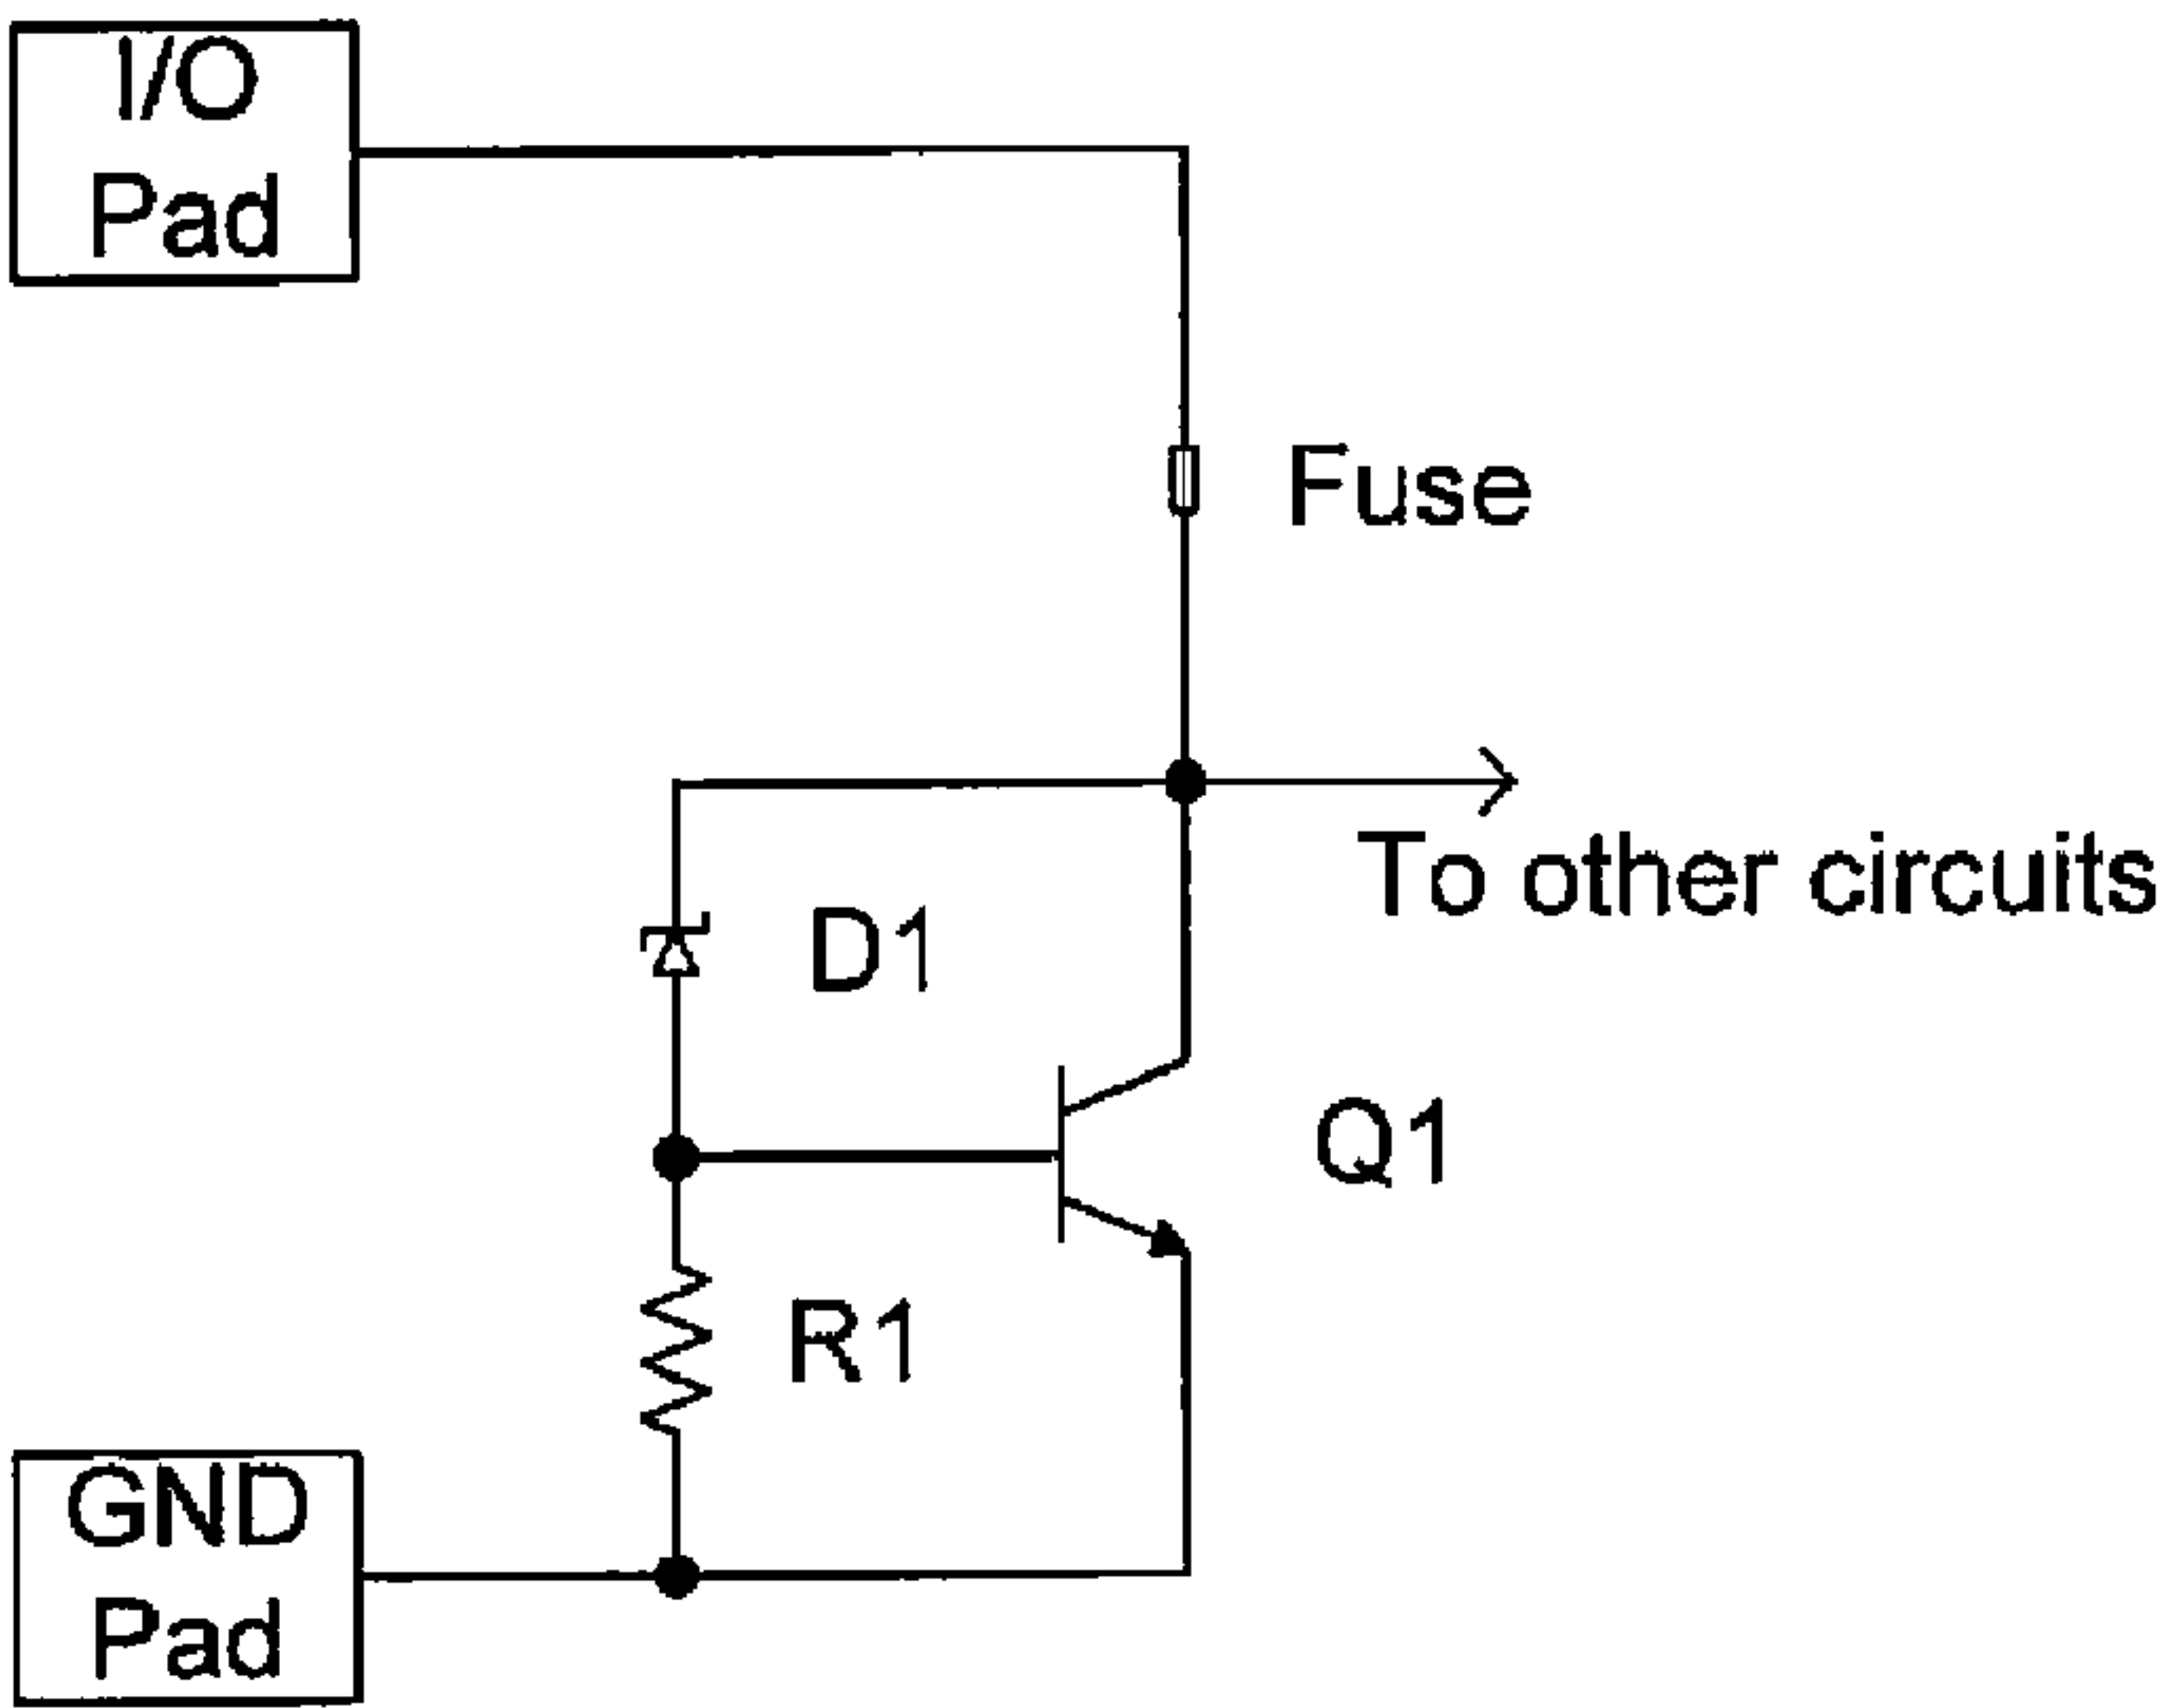 I/O
Pad
Fuse
To other circuits
D1
Q1
R1
GND
Pad